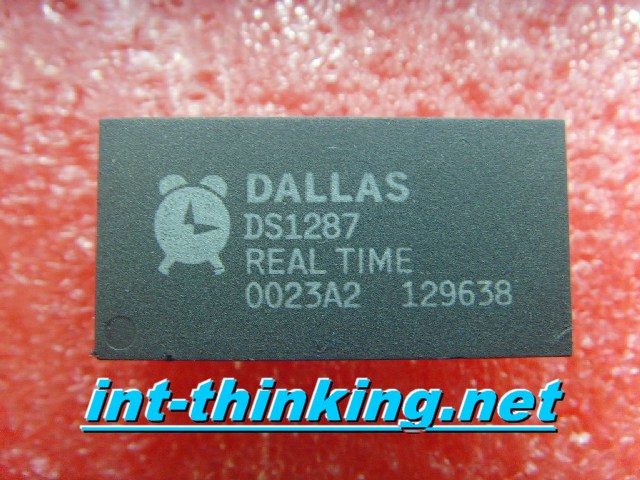 DALLAS
DS1287
REAL TIME
0023A2 129638
int-thinking.net